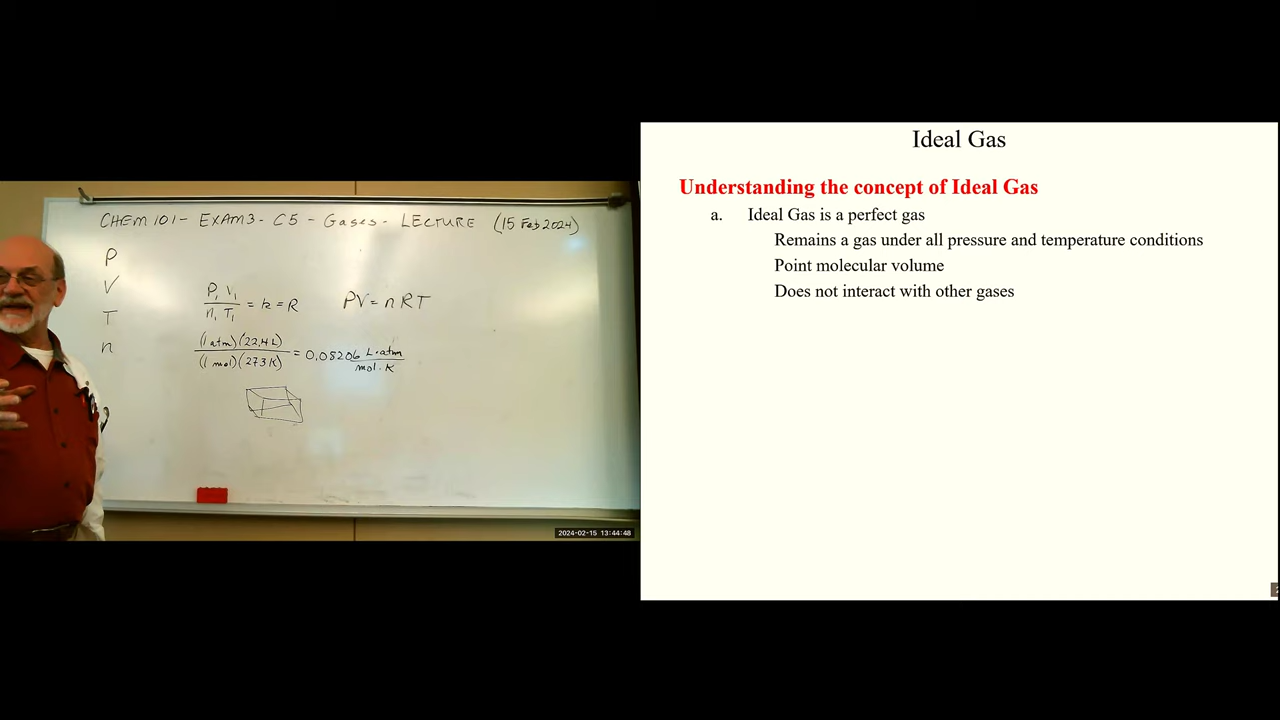 CHEM 101 - EXAM 3 - C5 - Gases - LECTURE (15 Feb 2024)
P
V
T
n
P₁ V₁
n₁ T₁
= k = R
PV = nRT
(1 atm)(22.4 L)
(1 mol)(273 K)
= 0.08206 L·atm
mol·K
2024-02-15 13:44:48
Ideal Gas
Understanding the concept of Ideal Gas
a. Ideal Gas is a perfect gas
Remains a gas under all pressure and temperature conditions
Point molecular volume
Does not interact with other gases